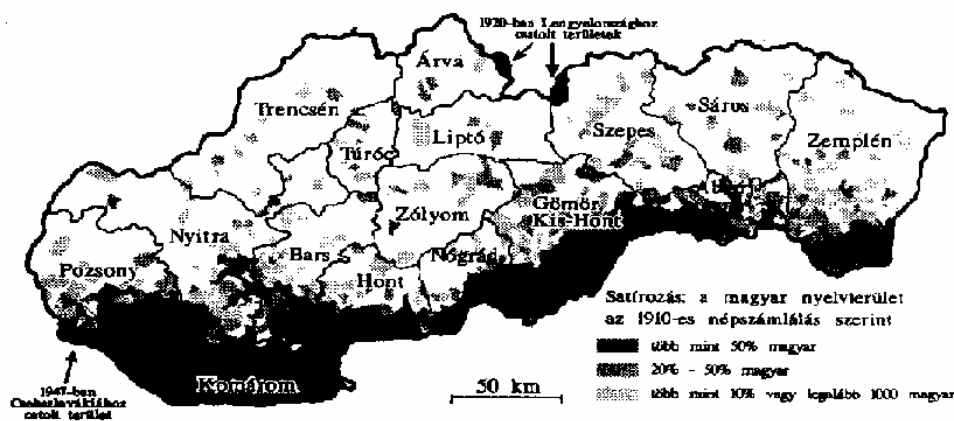 1920-ban Lengyelországhoz
csatolt területek
Árva
Trencsén
Sáros
Szepes
Liptó
Túróc
Zemplén
Gömör
Kis-Hont
Zólyom
Nyitra
Bars
Nógrád
Pozsony
Hont
Satírozás: a magyar nyelvterület
az 1910-es népszámlálás szerint
több mint 50% magyar
20% - 50% magyar
több mint 10% vagy legalább 1000 magyar
Komárom
50 km
1947-ben
Csehszlovákiához
csatolt terület